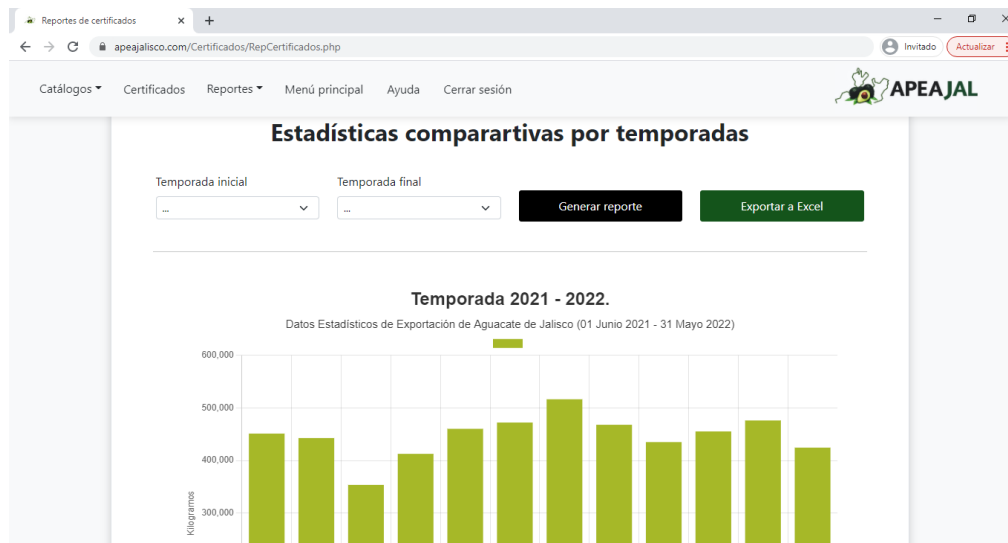 Reportes de certificados
apeajalisco.com/Certificados/RepCertificados.php
Invitado
Actualizar
Catálogos Certificados Reportes Menú principal Ayuda Cerrar sesión
APEAJAL
Estadísticas comparartivas por temporadas
Temporada inicial Temporada final
... ... Generar reporte Exportar a Excel
Temporada 2021 - 2022.
Datos Estadísticos de Exportación de Aguacate de Jalisco (01 Junio 2021 - 31 Mayo 2022)
600,000
500,000
400,000
300,000
Kilogramos